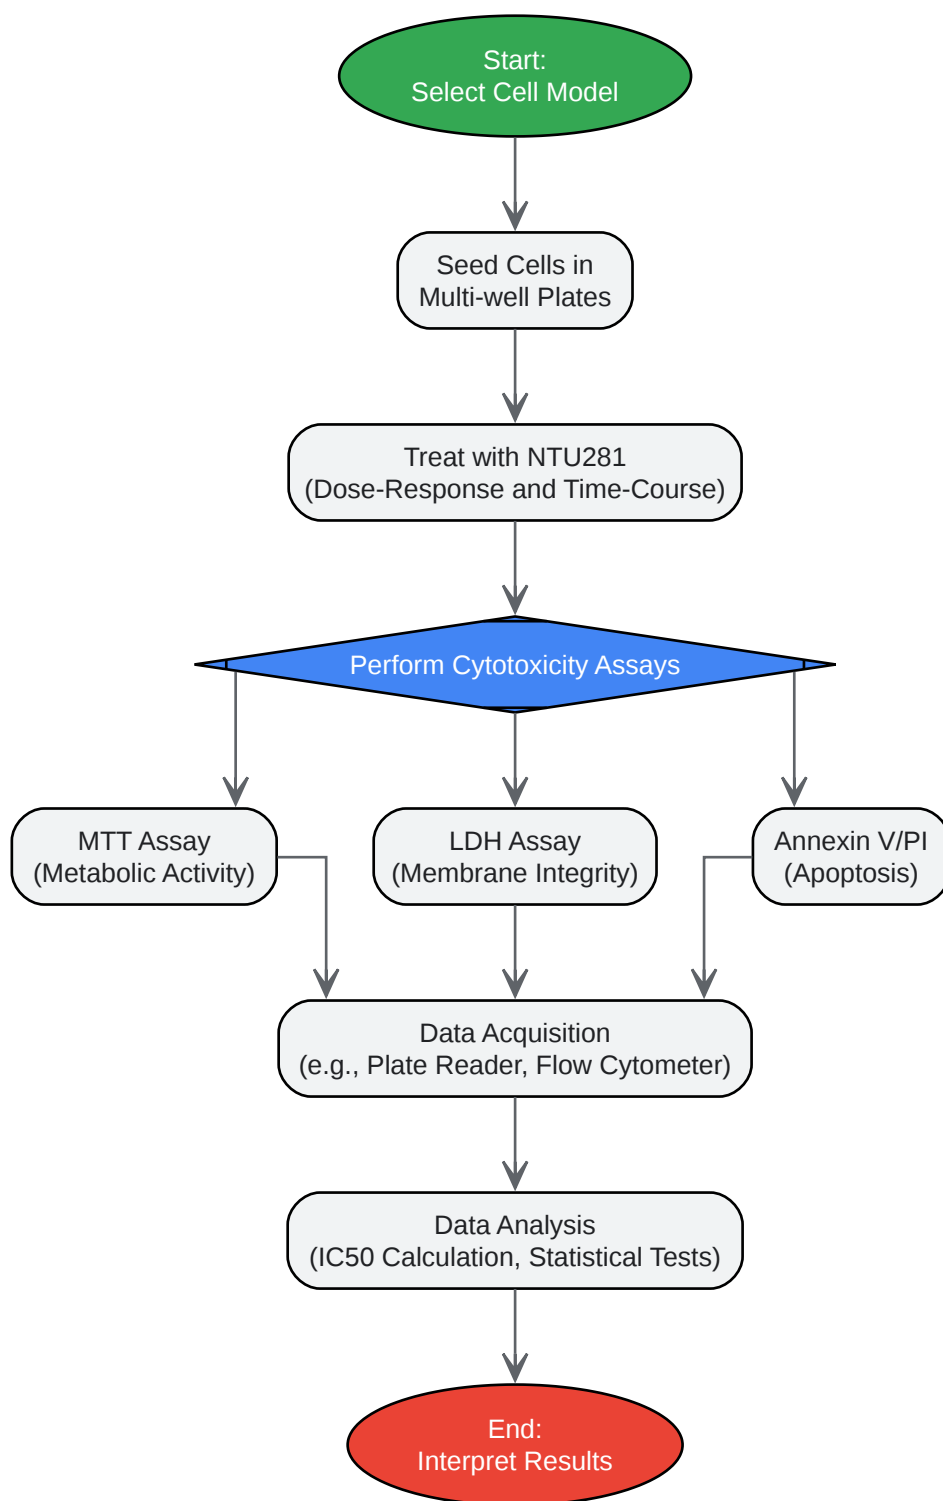 Start:
Select Cell Model
Seed Cells in
Multi-well Plates
Treat with NTU281
(Dose-Response and Time-Course)
Perform Cytotoxicity Assays
MTT Assay
(Metabolic Activity)
LDH Assay
(Membrane Integrity)
Annexin V/PI
(Apoptosis)
Data Acquisition
(e.g., Plate Reader, Flow Cytometer)
Data Analysis
(IC50 Calculation, Statistical Tests)
End:
Interpret Results